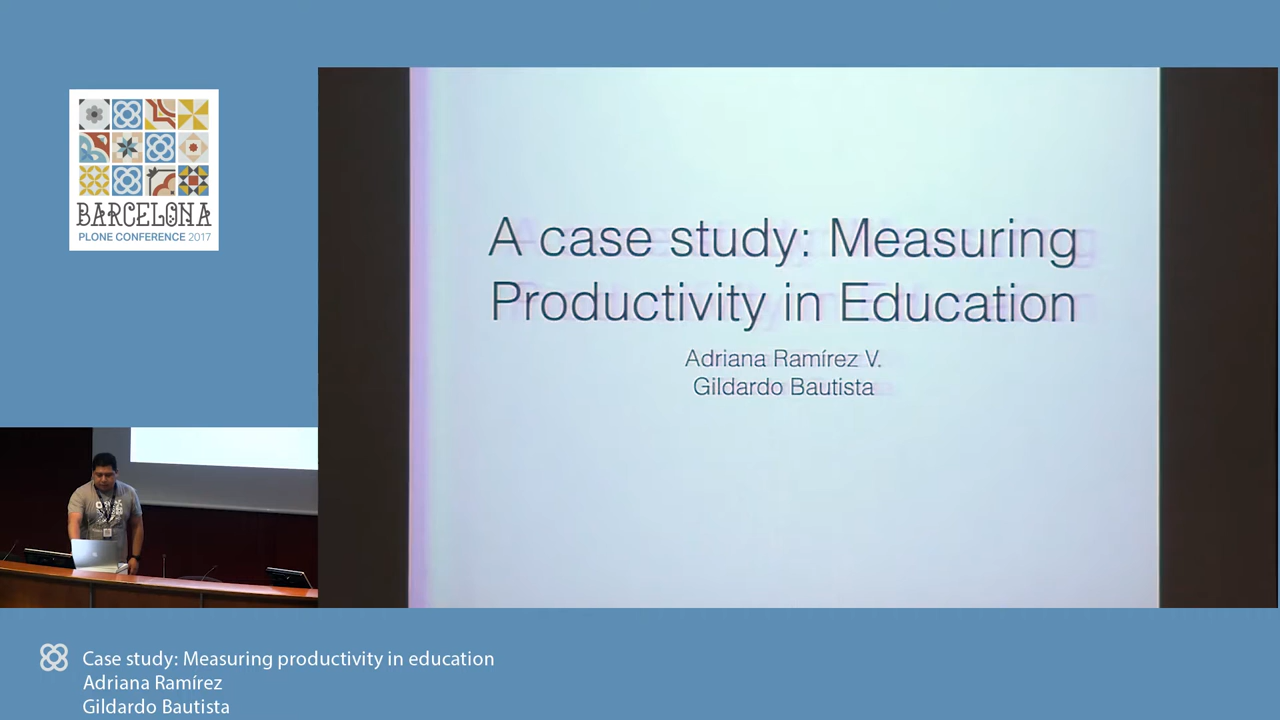 BARCELONA
PLONE CONFERENCE 2017
A case study: Measuring
Productivity in Education
Adriana Ramírez V.
Gildardo Bautista
Case study: Measuring productivity in education
Adriana Ramírez
Gildardo Bautista